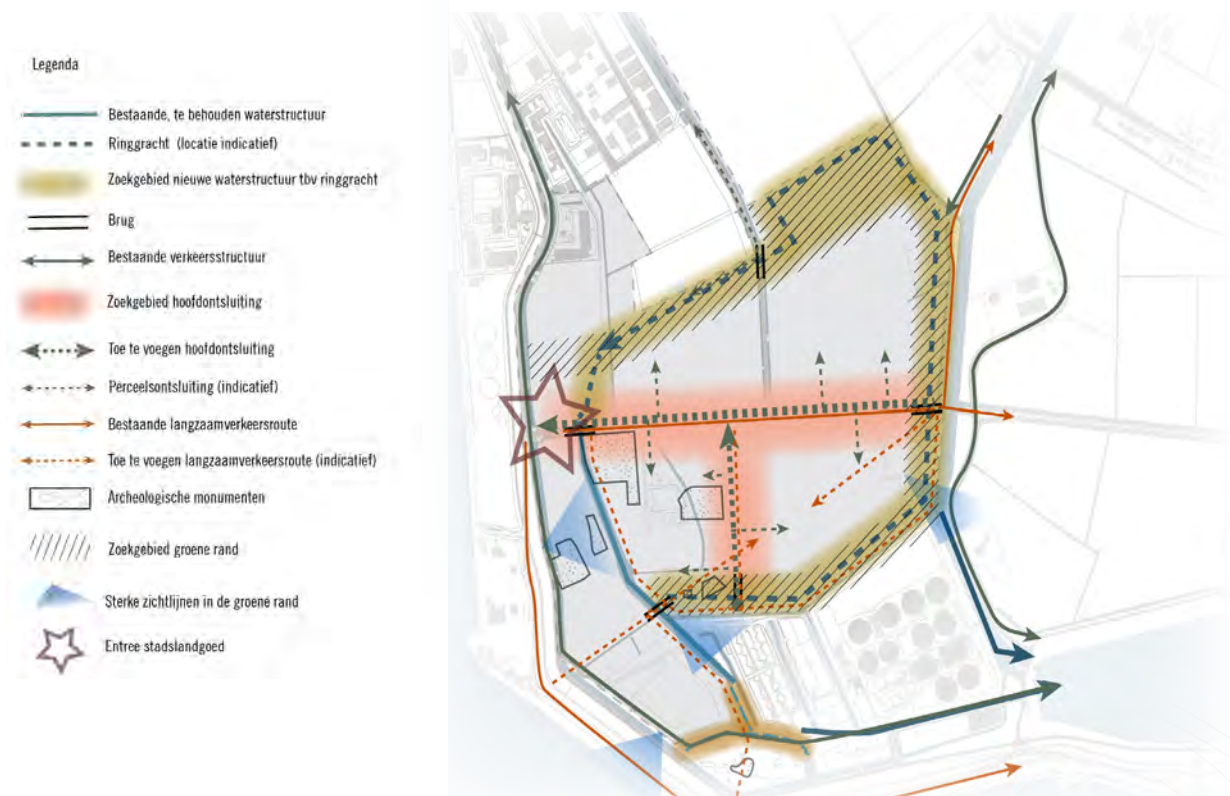 Legenda
Bestaande, te behouden waterstructuur
Ringgracht (locatie indicatief)
Zoekgebied nieuwe waterstructuur tbv ringgracht
Brug
Bestaande verkeersstructuur
Zoekgebied hoofdontsluiting
Toe te voegen hoofdontsluiting
Perceelsontsluiting (indicatief)
Bestaande langzaamverkeersroute
Toe te voegen langzaamverkeersroute (indicatief)
Archeologische monumenten
Zoekgebied groene rand
Sterke zichtlijnen in de groene rand
Entree stadslandgoed